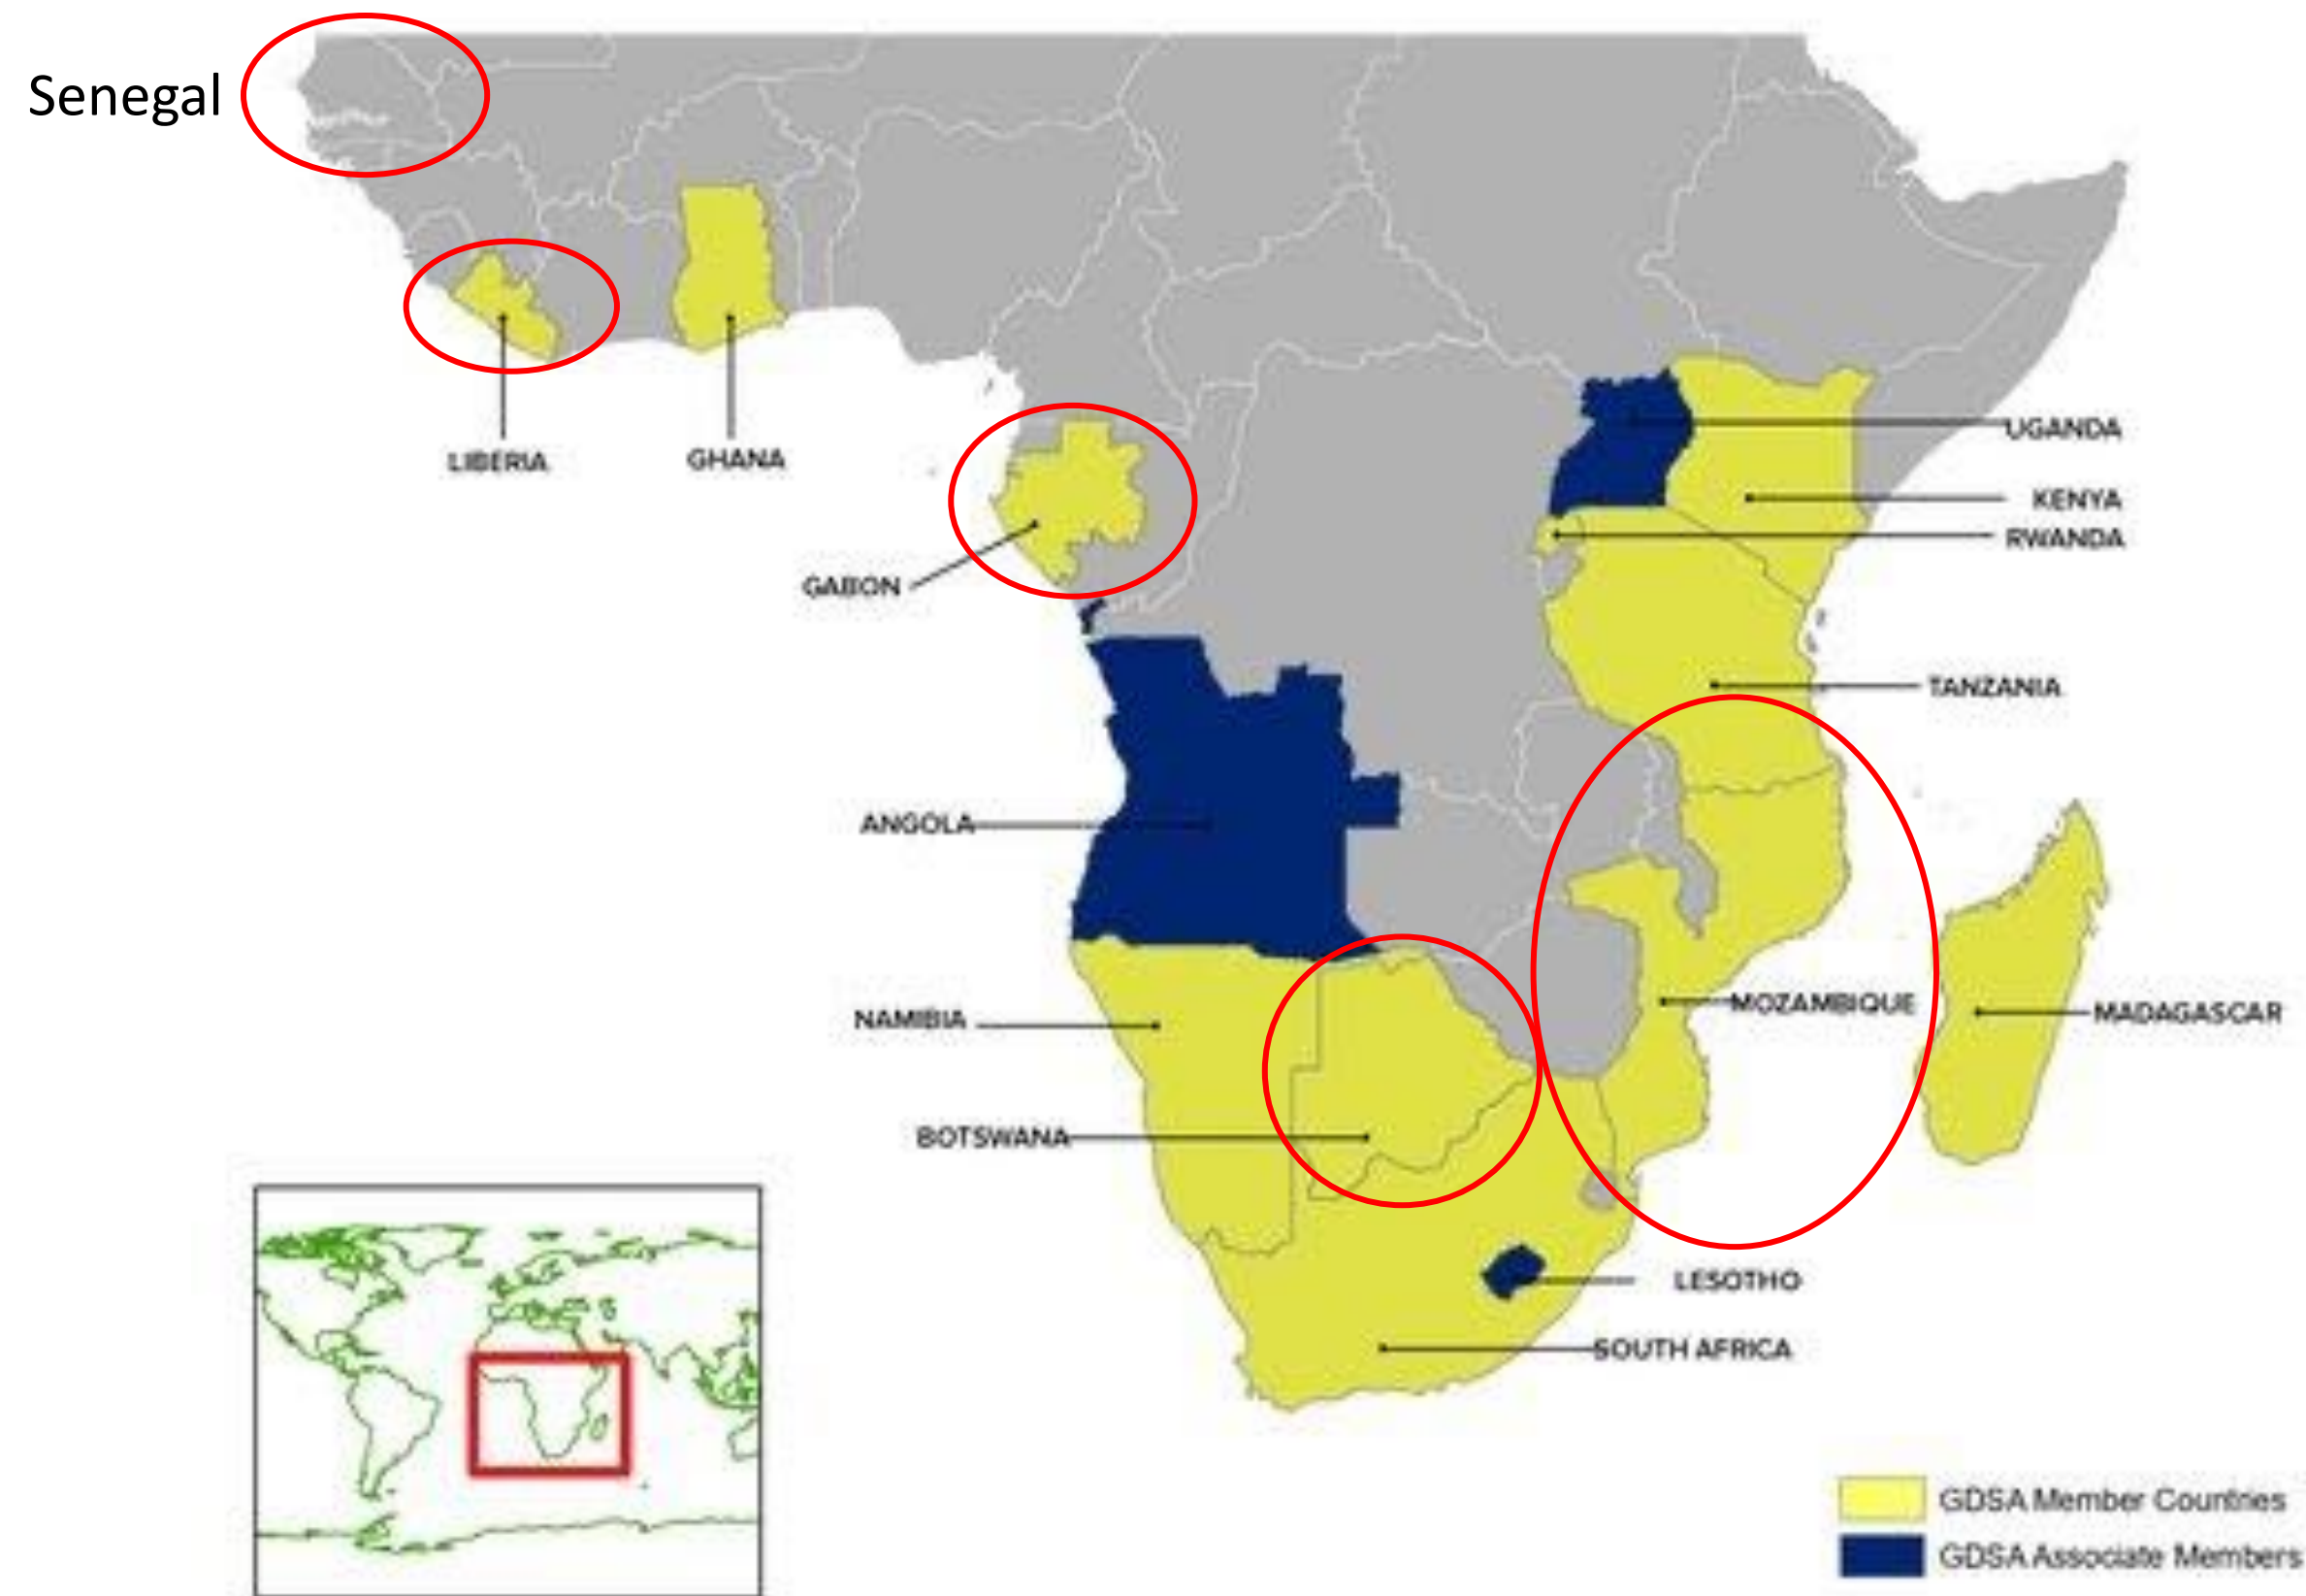 Senegal
LIBERIA
GHANA
UGANDA
KENYA
RWANDA
GABON
TANZANIA
ANGOLA
NAMIBIA
MOZAMBIQUE
MADAGASCAR
BOTSWANA
LESOTHO
SOUTH AFRICA
GDSA Member Countries
GDSA Associate Members